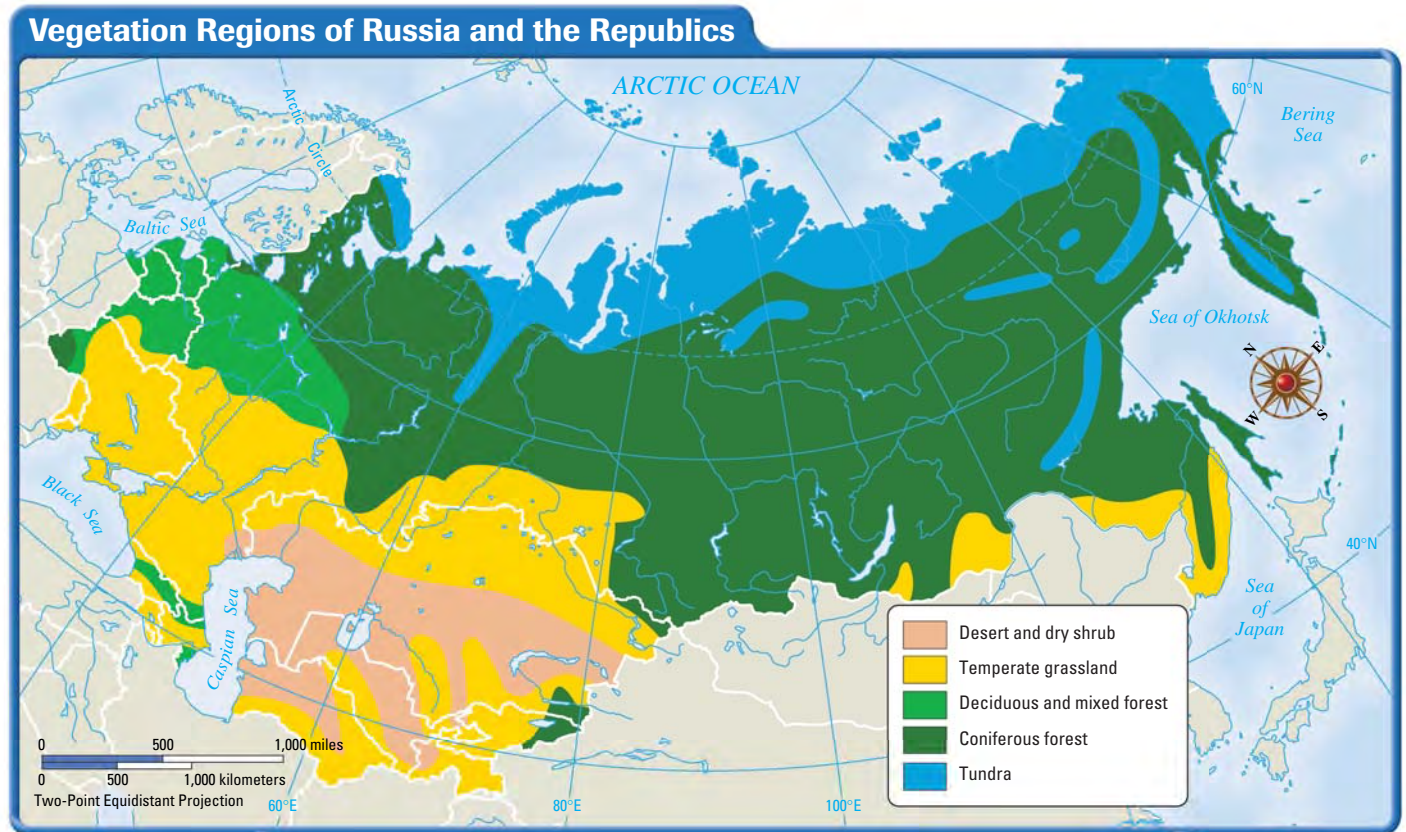 Vegetation Regions of Russia and the Republics
ARCTIC OCEAN
60°N
Bering
Sea
Arctic
Circle
Baltic Sea
Sea of Okhotsk
N
E
W
S
Black Sea
Caspian Sea
40°N
Sea
of
Japan
Desert and dry shrub
Temperate grassland
Deciduous and mixed forest
Coniferous forest
Tundra
0 500 1,000 miles
0 500 1,000 kilometers
Two-Point Equidistant Projection
60°E
80°E
100°E